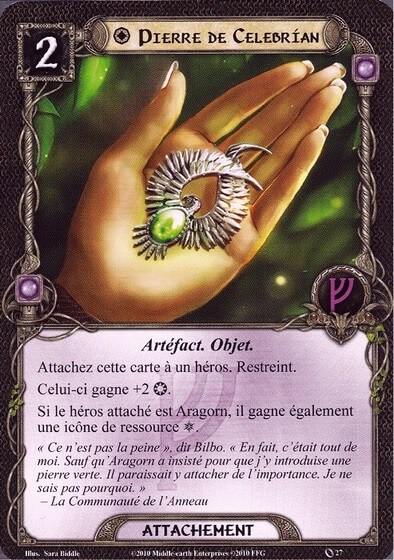 2
PIERRE DE CELEBRÍAN
Artéfact. Objet.
Attachez cette carte à un héros. Restreint.
Celui-ci gagne +2
Si le héros attaché est Aragorn, il gagne également
une icône de ressource
« Ce n'est pas la peine », dit Bilbo. « En fait, c'était tout de
moi. Sauf qu'Aragorn a insisté pour que j'y introduise une
pierre verte. Il paraissait y attacher de l'importance. Je ne
sais pas pourquoi. »
– La Communauté de l'Anneau
ATTACHEMENT
Illus. Sara Biddle ©2010 Middle-earth Enterprises ©2010 FFG 27